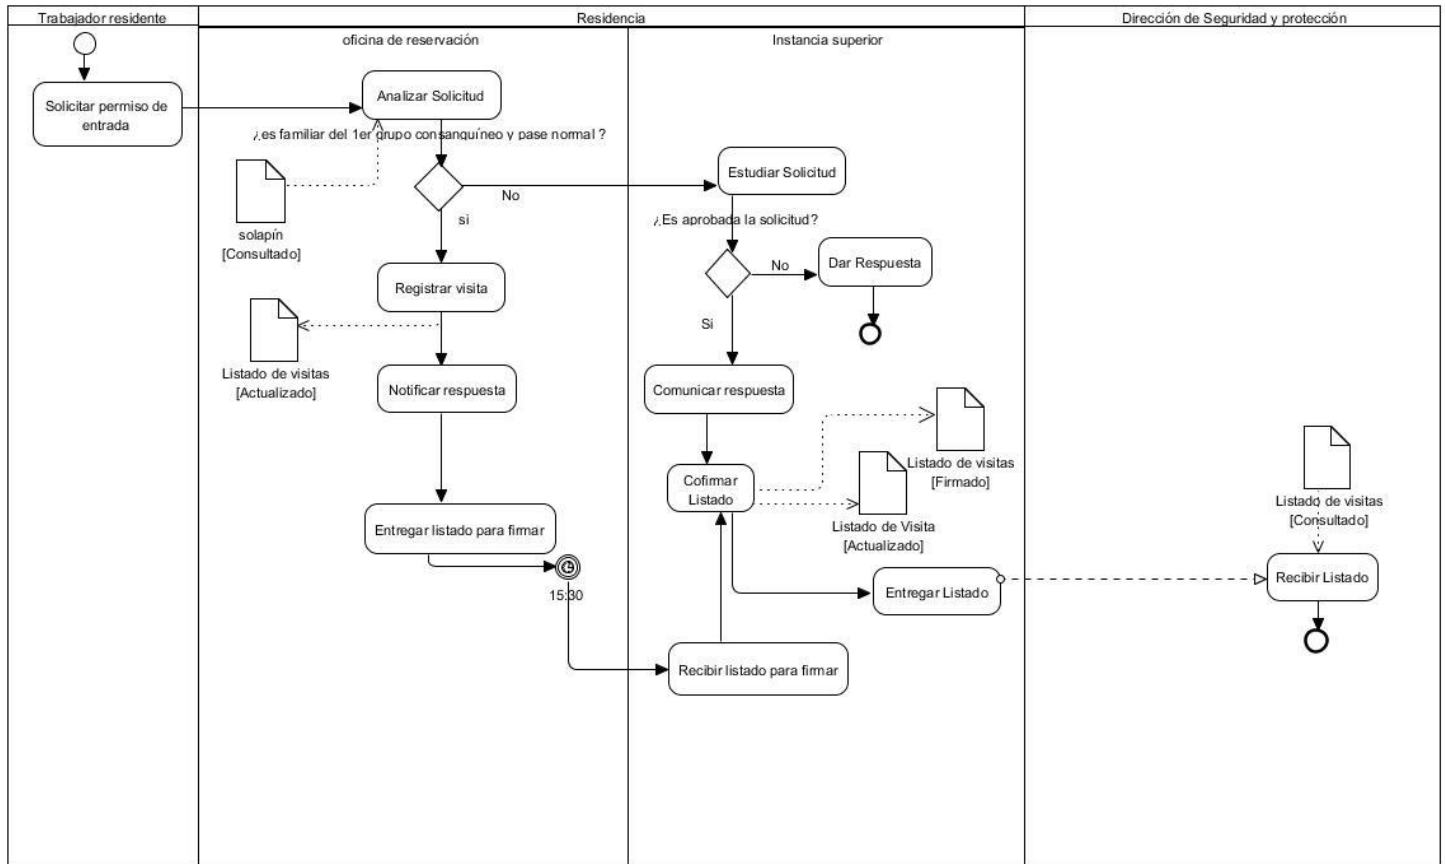 Trabajador residente
Residencia
Dirección de Seguridad y protección
oficina de reservación
Instancia superior
Solicitar permiso de
entrada
Analizar Solicitud
¿es familiar del 1er grupo consanguíneo y pase normal ?
solapín
[Consultado]
No
si
Estudiar Solicitud
¿Es aprobada la solicitud?
No
Dar Respuesta
Si
Registrar visita
Listado de visitas
[Actualizado]
Notificar respuesta
Comunicar respuesta
Cofirmar
Listado
Listado de visitas
[Firmado]
Listado de Visita
[Actualizado]
Listado de visitas
[Consultado]
Entregar listado para firmar
15:30
Entregar Listado
Recibir Listado
Recibir listado para firmar